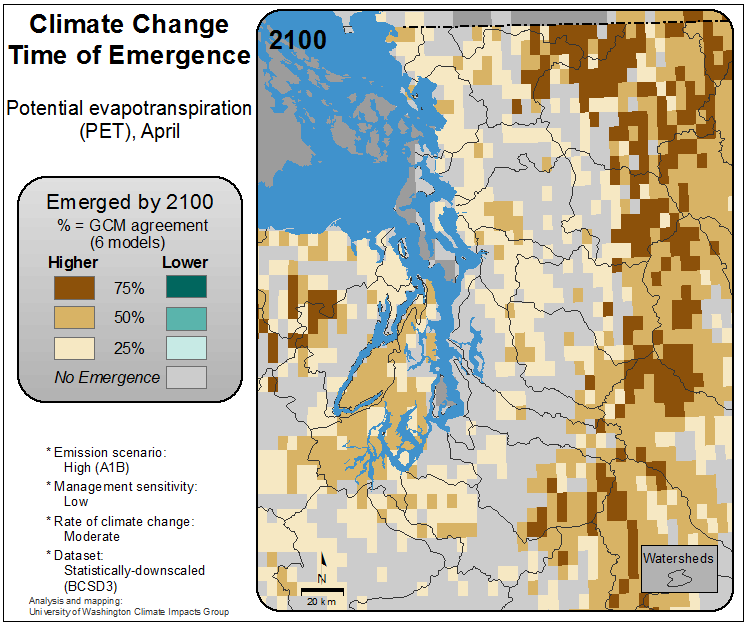 Climate Change
Time of Emergence
Potential evapotranspiration
(PET), April
Emerged by 2100
% = GCM agreement
(6 models)
Higher Lower
75%
50%
25%
No Emergence
* Emission scenario:
High (A1B)
* Management sensitivity:
Low
* Rate of climate change:
Moderate
* Dataset:
Statistically-downscaled
(BCSD3)
Analysis and mapping:
University of Washington Climate Impacts Group
2100
N
20 km
Watersheds